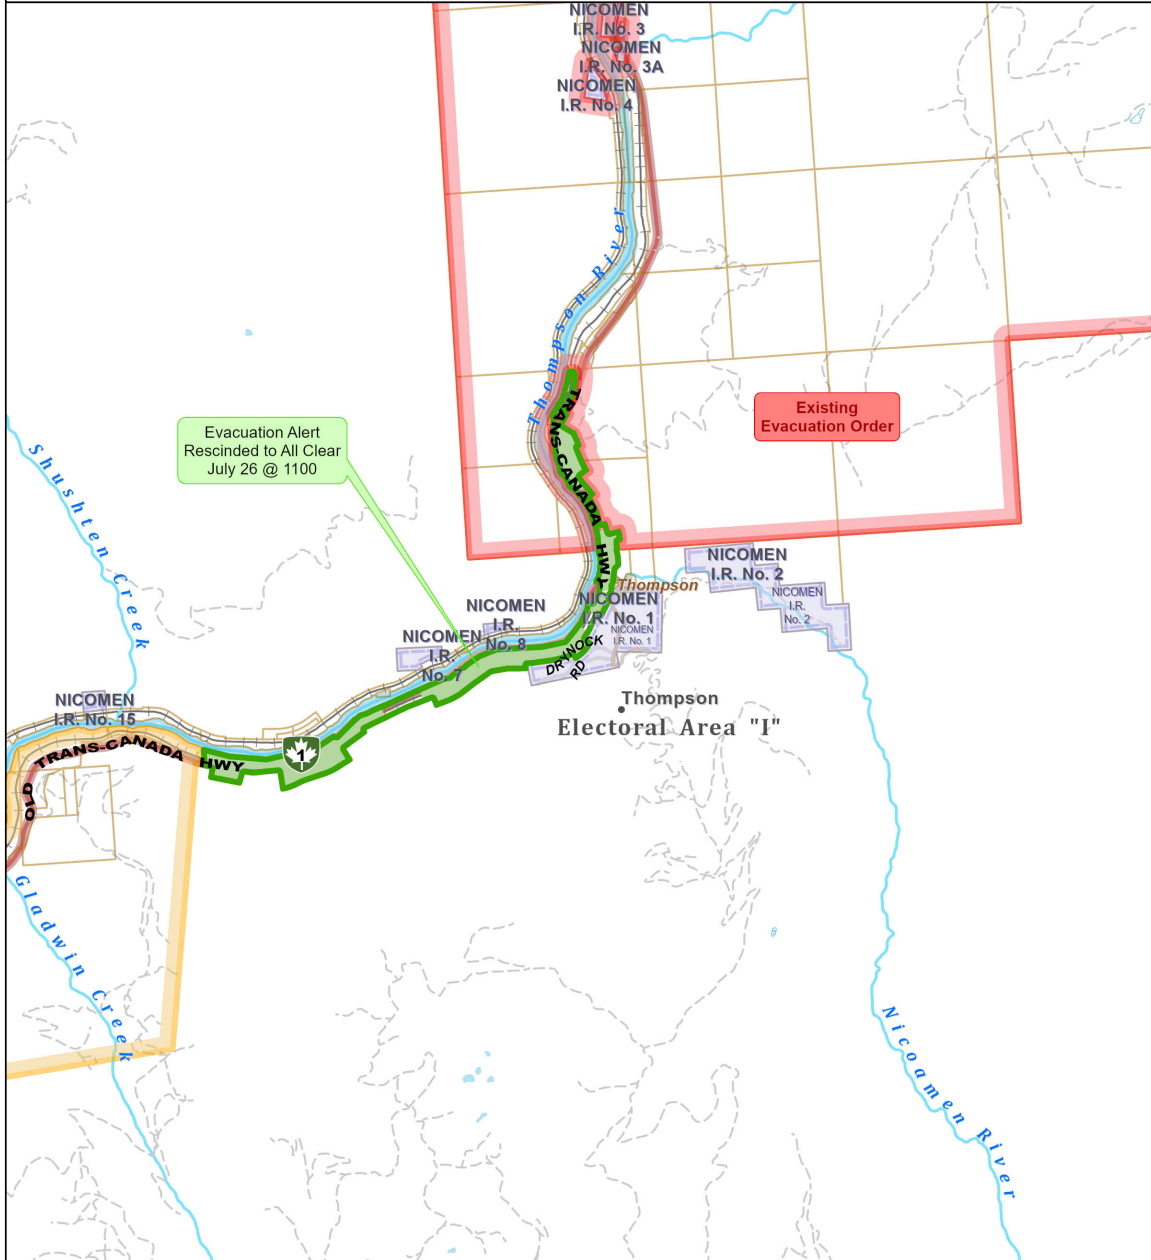 NICOMEN
I.R. No. 3
NICOMEN
I.R. No. 3A
NICOMEN
I.R. No. 4
Thompson River
TRANS-CANADA HWY
Existing
Evacuation Order
Evacuation Alert
Rescinded to All Clear
July 26 @ 1100
Shushten Creek
NICOMEN
I.R. No. 2
NICOMEN
I.R.
No. 2
Thompson
NICOMEN
I.R. No. 1
NICOMEN
I.R. No. 1
NICOMEN
I.R.
No. 8
NICOMEN
I.R.
No. 7
DRYNOCK
RD
NICOMEN
I.R. No. 15
Thompson
Electoral Area "I"
OLD TRANS-CANADA HWY
1
Gladwin Creek
Nicoamen River